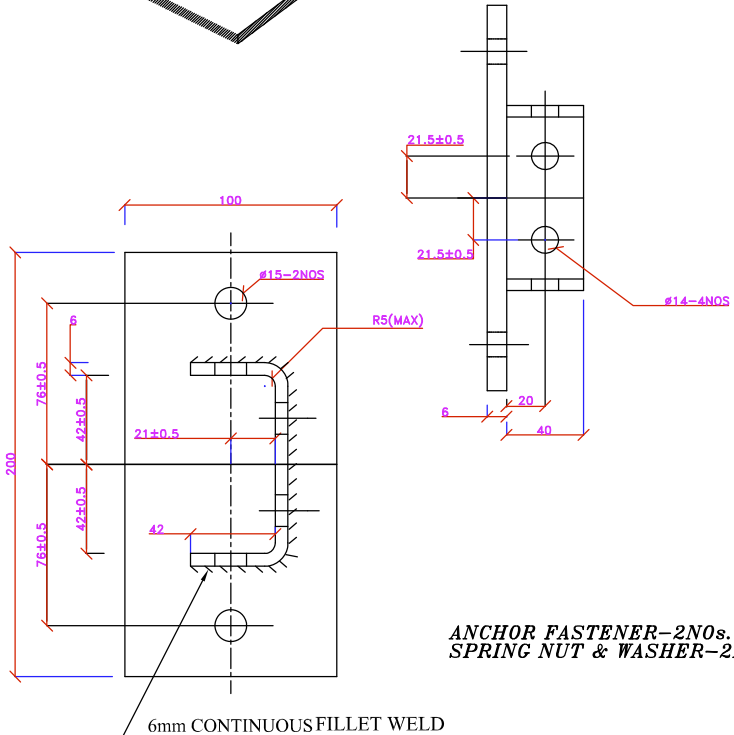 21.5±0.5
100
21.5±0.5
ø15-2NOS
ø14-4NOS
6
R5(MAX)
76±0.5
42±0.5
20
6
40
21±0.5
200
42±0.5
42
76±0.5
ANCHOR FASTENER-2NOs.
SPRING NUT & WASHER-2
6mm CONTINUOUS FILLET WELD